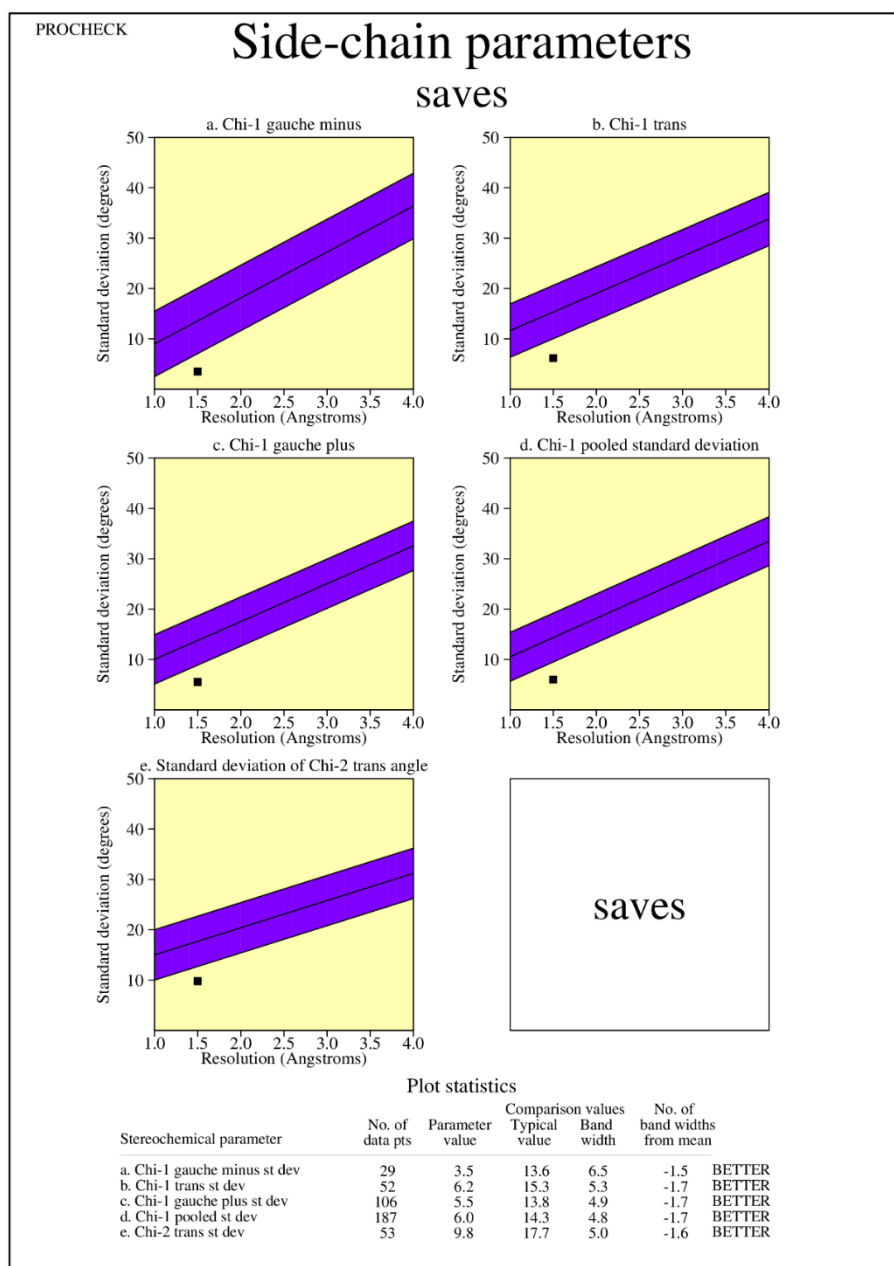 PROCHECK
Side-chain parameters
saves
a. Chi-1 gauche minus
50
40
30
20
10
Standard deviation (degrees)
1.0 1.5 2.0 2.5 3.0 3.5 4.0
Resolution (Angstroms)
b. Chi-1 trans
50
40
30
20
10
Standard deviation (degrees)
1.0 1.5 2.0 2.5 3.0 3.5 4.0
Resolution (Angstroms)
c. Chi-1 gauche plus
50
40
30
20
10
Standard deviation (degrees)
1.0 1.5 2.0 2.5 3.0 3.5 4.0
Resolution (Angstroms)
d. Chi-1 pooled standard deviation
50
40
30
20
10
Standard deviation (degrees)
1.0 1.5 2.0 2.5 3.0 3.5 4.0
Resolution (Angstroms)
e. Standard deviation of Chi-2 trans angle
50
40
30
20
10
Standard deviation (degrees)
1.0 1.5 2.0 2.5 3.0 3.5 4.0
Resolution (Angstroms)
saves
Plot statistics
Comparison values No. of
No. of Parameter Typical Band band widths
Stereochemical parameter data pts value value width from mean
a. Chi-1 gauche minus st dev 29 3.5 13.6 6.5 -1.5 BETTER
b. Chi-1 trans st dev 52 6.2 15.3 5.3 -1.7 BETTER
c. Chi-1 gauche plus st dev 106 5.5 13.8 4.9 -1.7 BETTER
d. Chi-1 pooled st dev 187 6.0 14.3 4.8 -1.7 BETTER
e. Chi-2 trans st dev 53 9.8 17.7 5.0 -1.6 BETTER